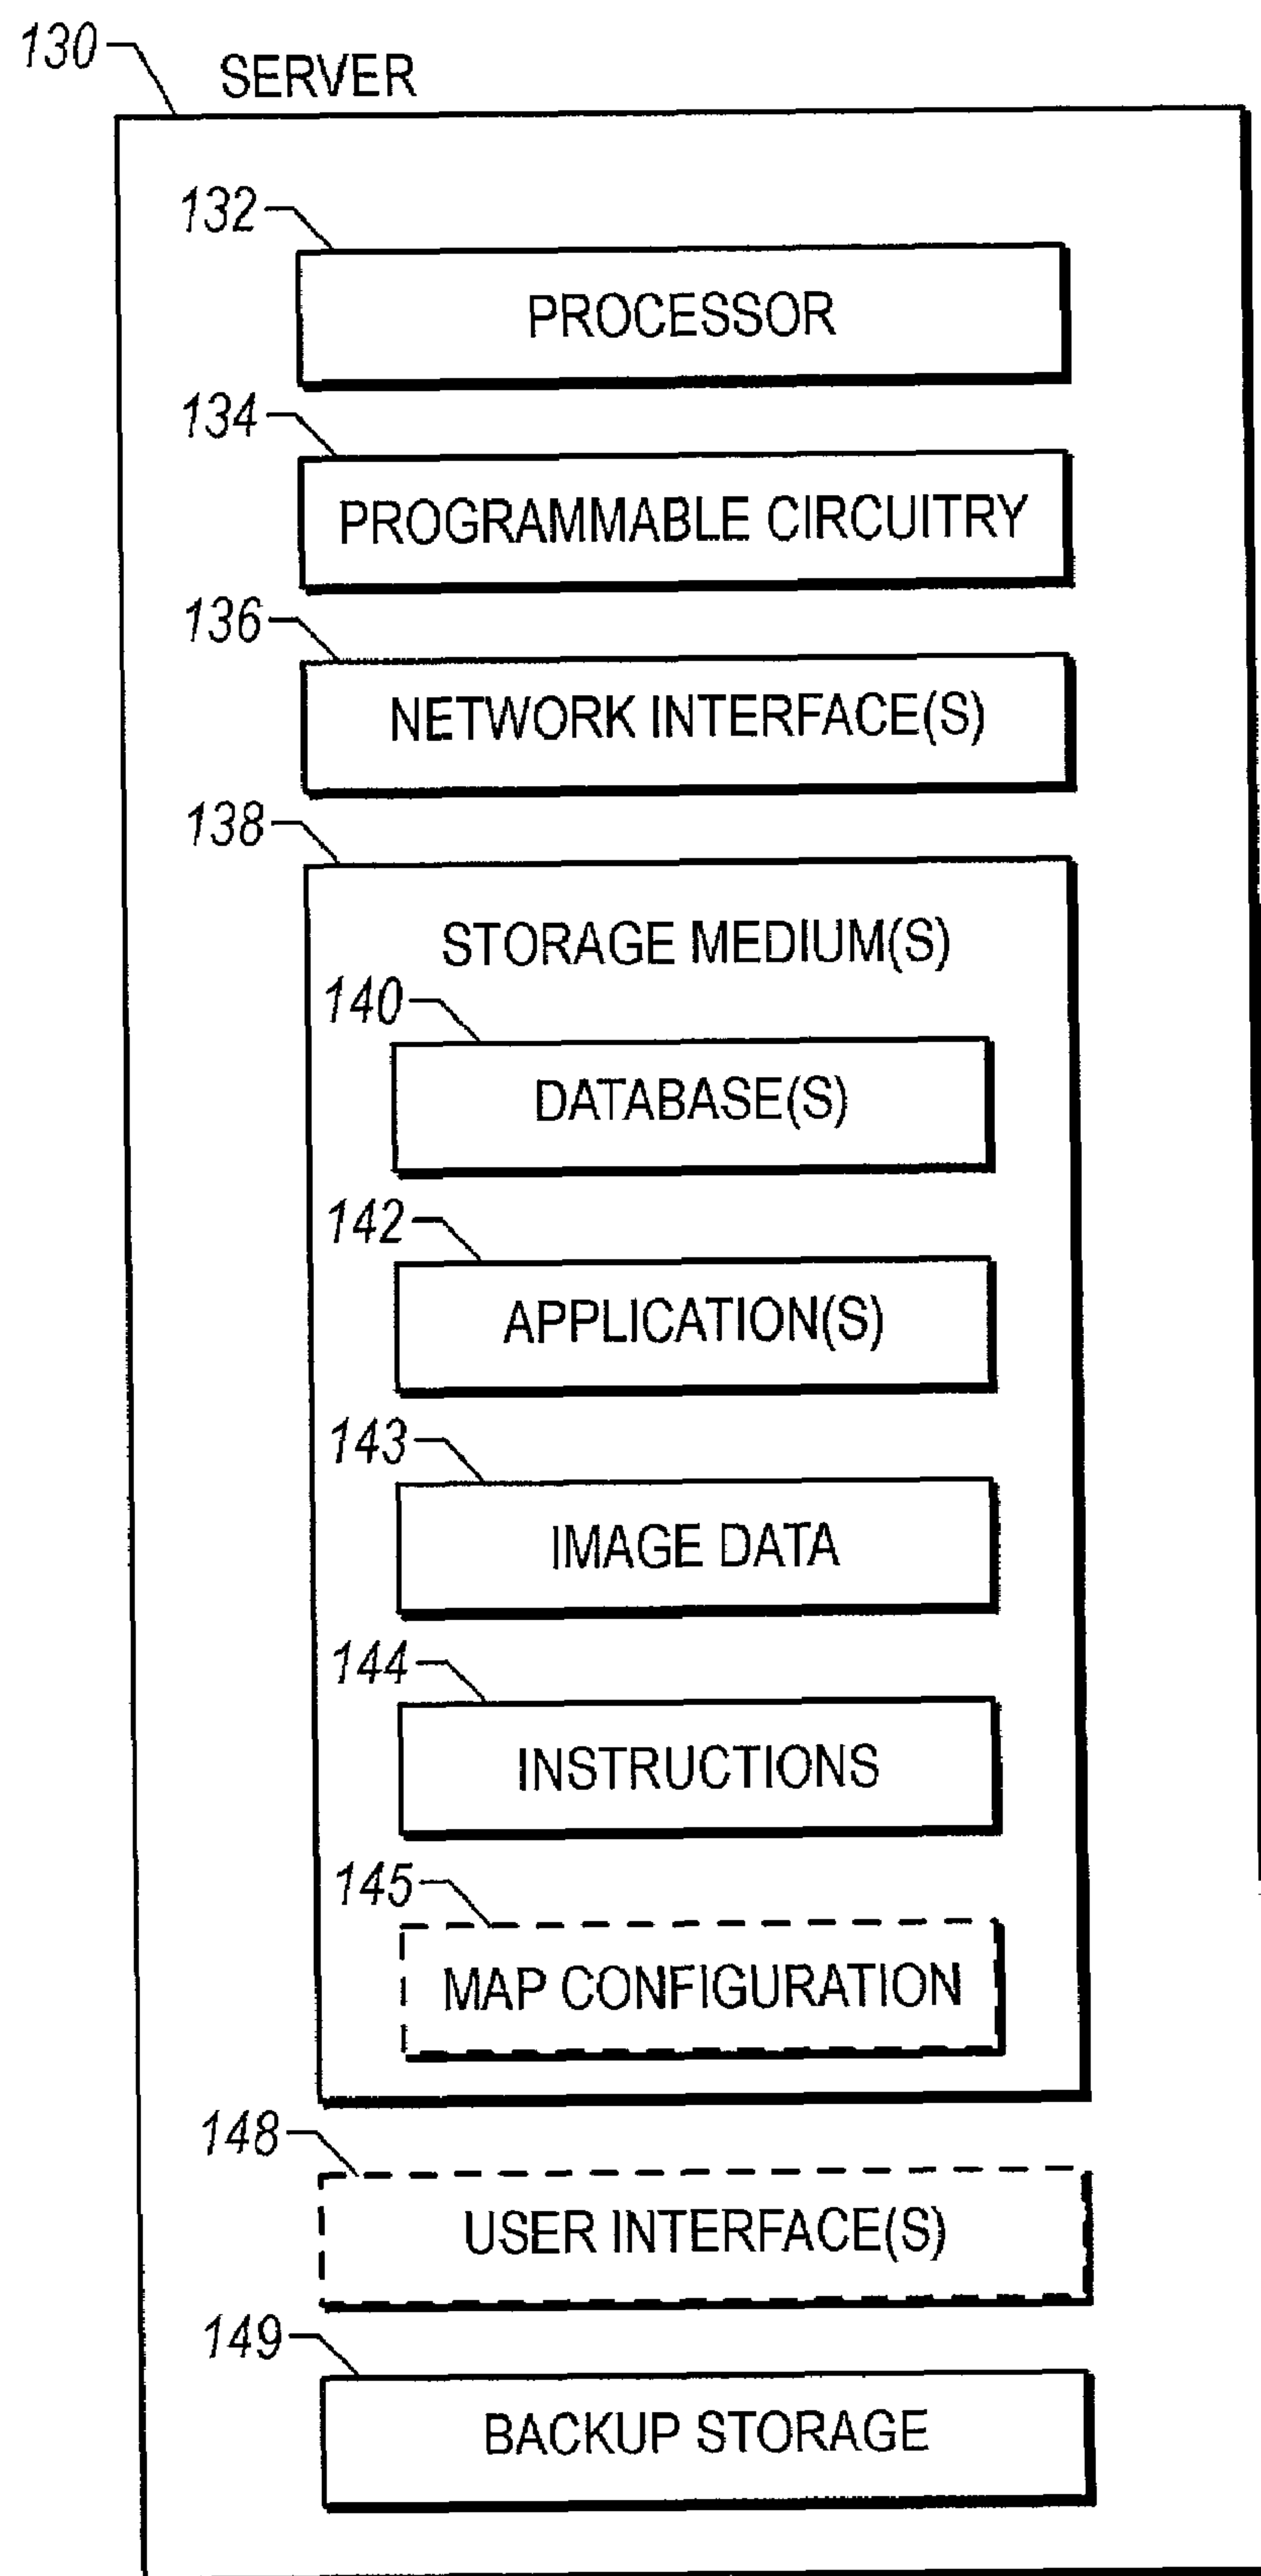 130
SERVER
132
PROCESSOR
134
PROGRAMMABLE CIRCUITRY
136
NETWORK INTERFACE(S)
138
STORAGE MEDIUM(S)
140
DATABASE(S)
142
APPLICATION(S)
143
IMAGE DATA
144
INSTRUCTIONS
145
MAP CONFIGURATION
148
USER INTERFACE(S)
149
BACKUP STORAGE